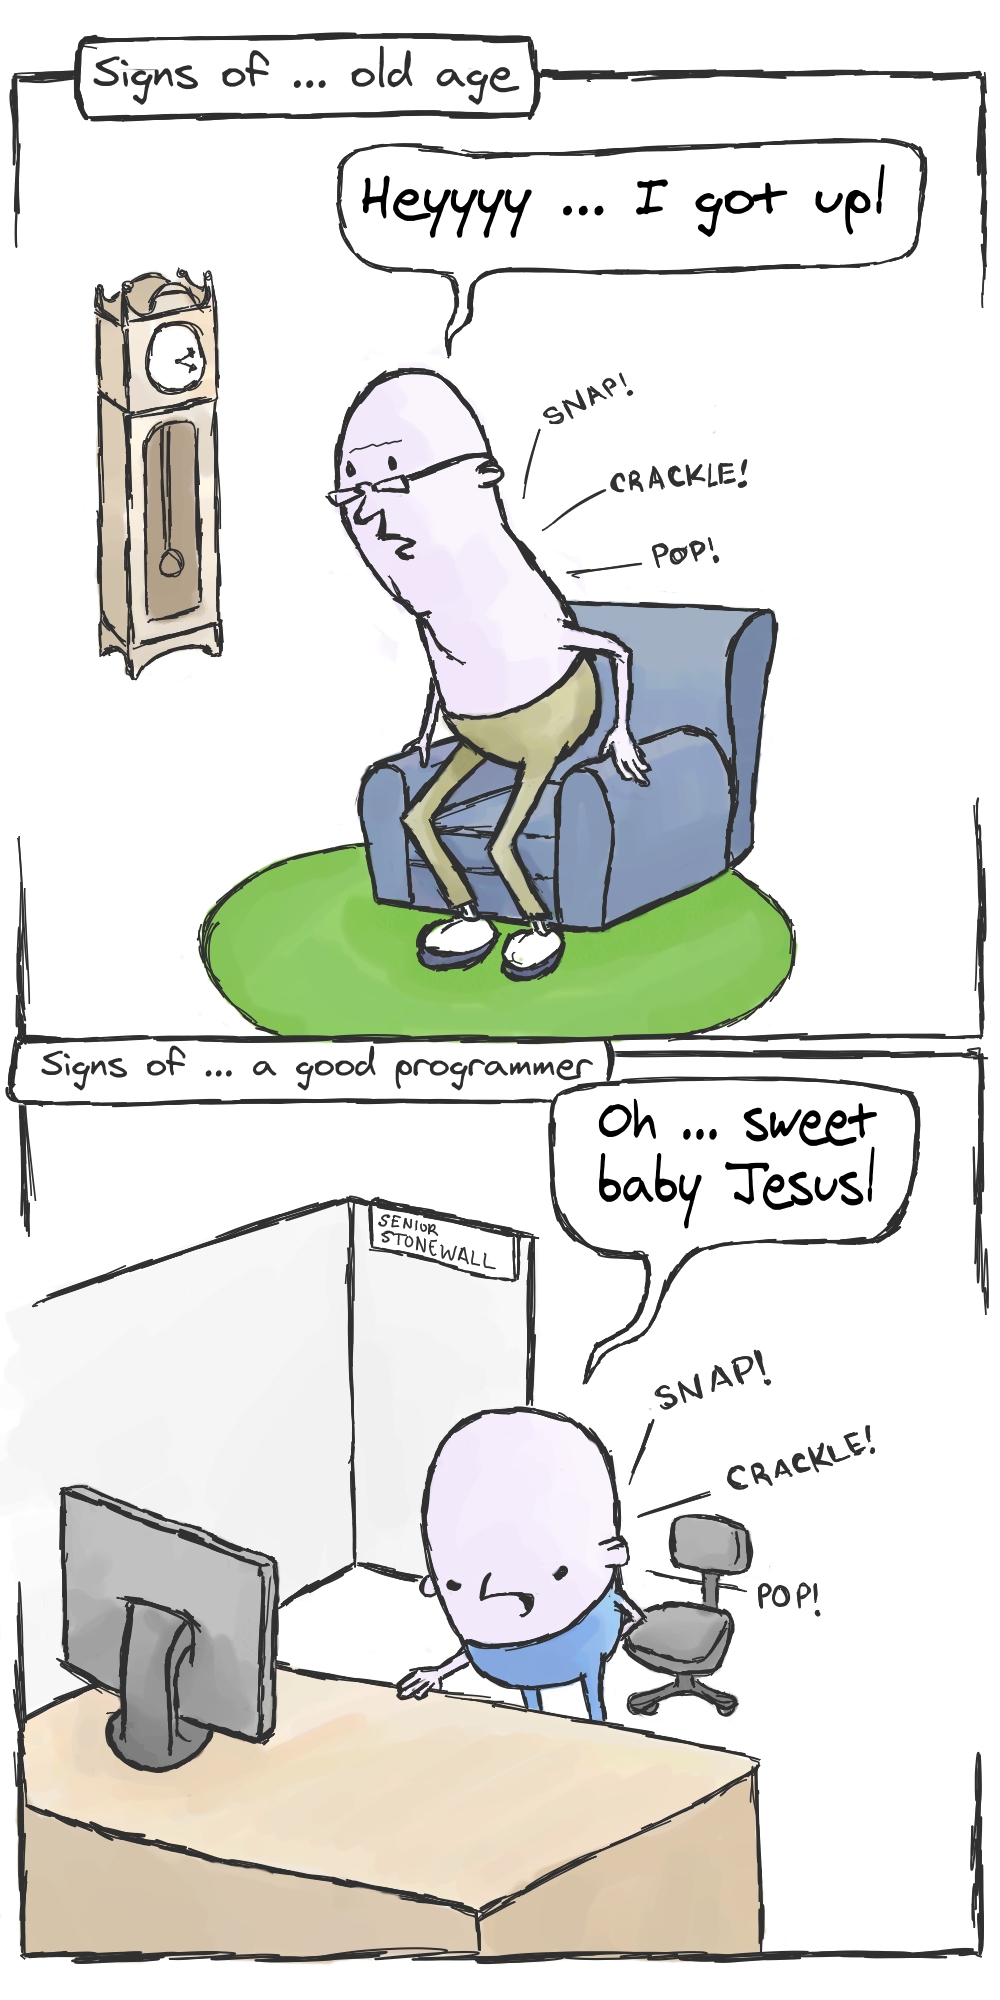 Signs of ... old age
Heyyyy ... I got up!
SNAP!
CRACKLE!
POP!
Signs of ... a good programmer
Oh ... sweet
baby Jesus!
SENIOR
STONEWALL
SNAP!
CRACKLE!
POP!